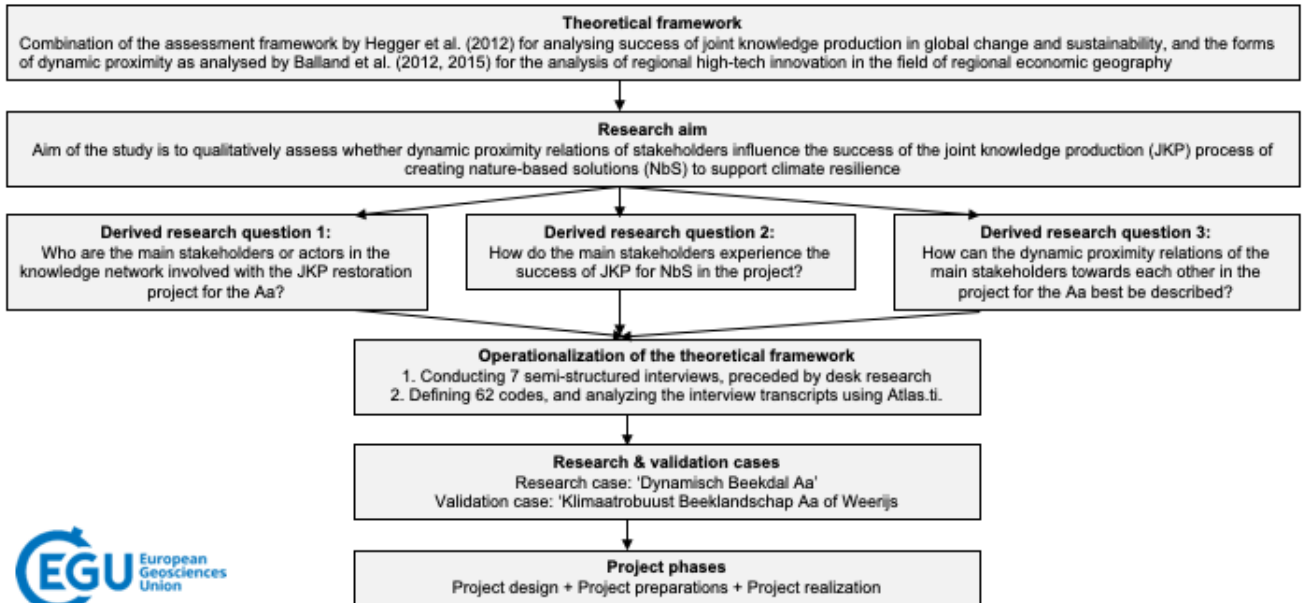 Theoretical framework
Combination of the assessment framework by Hegger et al. (2012) for analysing success of joint knowledge production in global change and sustainability, and the forms
of dynamic proximity as analysed by Balland et al. (2012, 2015) for the analysis of regional high-tech innovation in the field of regional economic geography
Research aim
Aim of the study is to qualitatively assess whether dynamic proximity relations of stakeholders influence the success of the joint knowledge production (JKP) process of
creating nature-based solutions (NbS) to support climate resilience
Derived research question 1:
Who are the main stakeholders or actors in the
knowledge network involved with the JKP restoration
project for the Aa?
Derived research question 2:
How do the main stakeholders experience the
success of JKP for NbS in the project?
Derived research question 3:
How can the dynamic proximity relations of the
main stakeholders towards each other in the
project for the Aa best be described?
Operationalization of the theoretical framework
1. Conducting 7 semi-structured interviews, preceded by desk research
2. Defining 62 codes, and analyzing the interview transcripts using Atlas.ti.
Research & validation cases
Research case: 'Dynamisch Beekdal Aa'
Validation case: 'Klimaatrobuust Beeklandschap Aa of Weerijs
Project phases
Project design + Project preparations + Project realization
EGU
European
Geosciences
Union